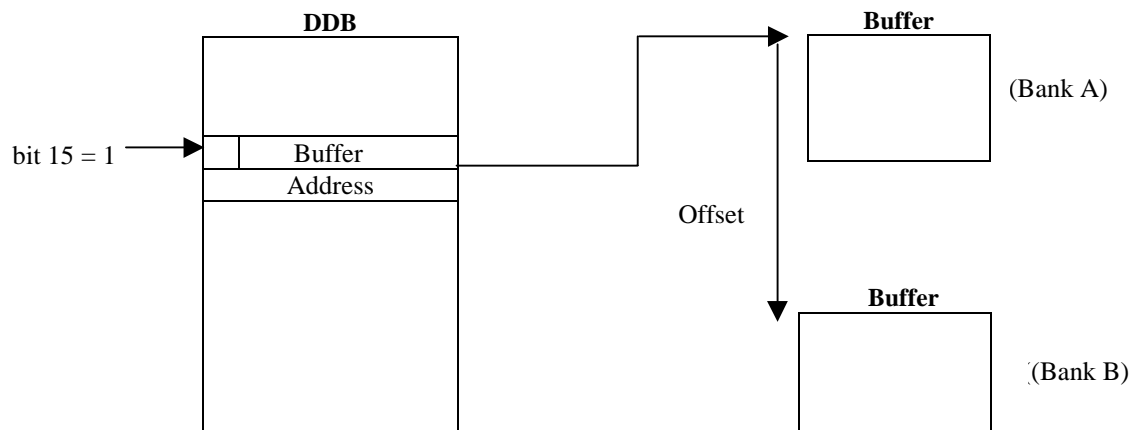 DDB
Buffer
(Bank A)
bit 15 = 1
Buffer
Address
Offset
Buffer
(Bank B)